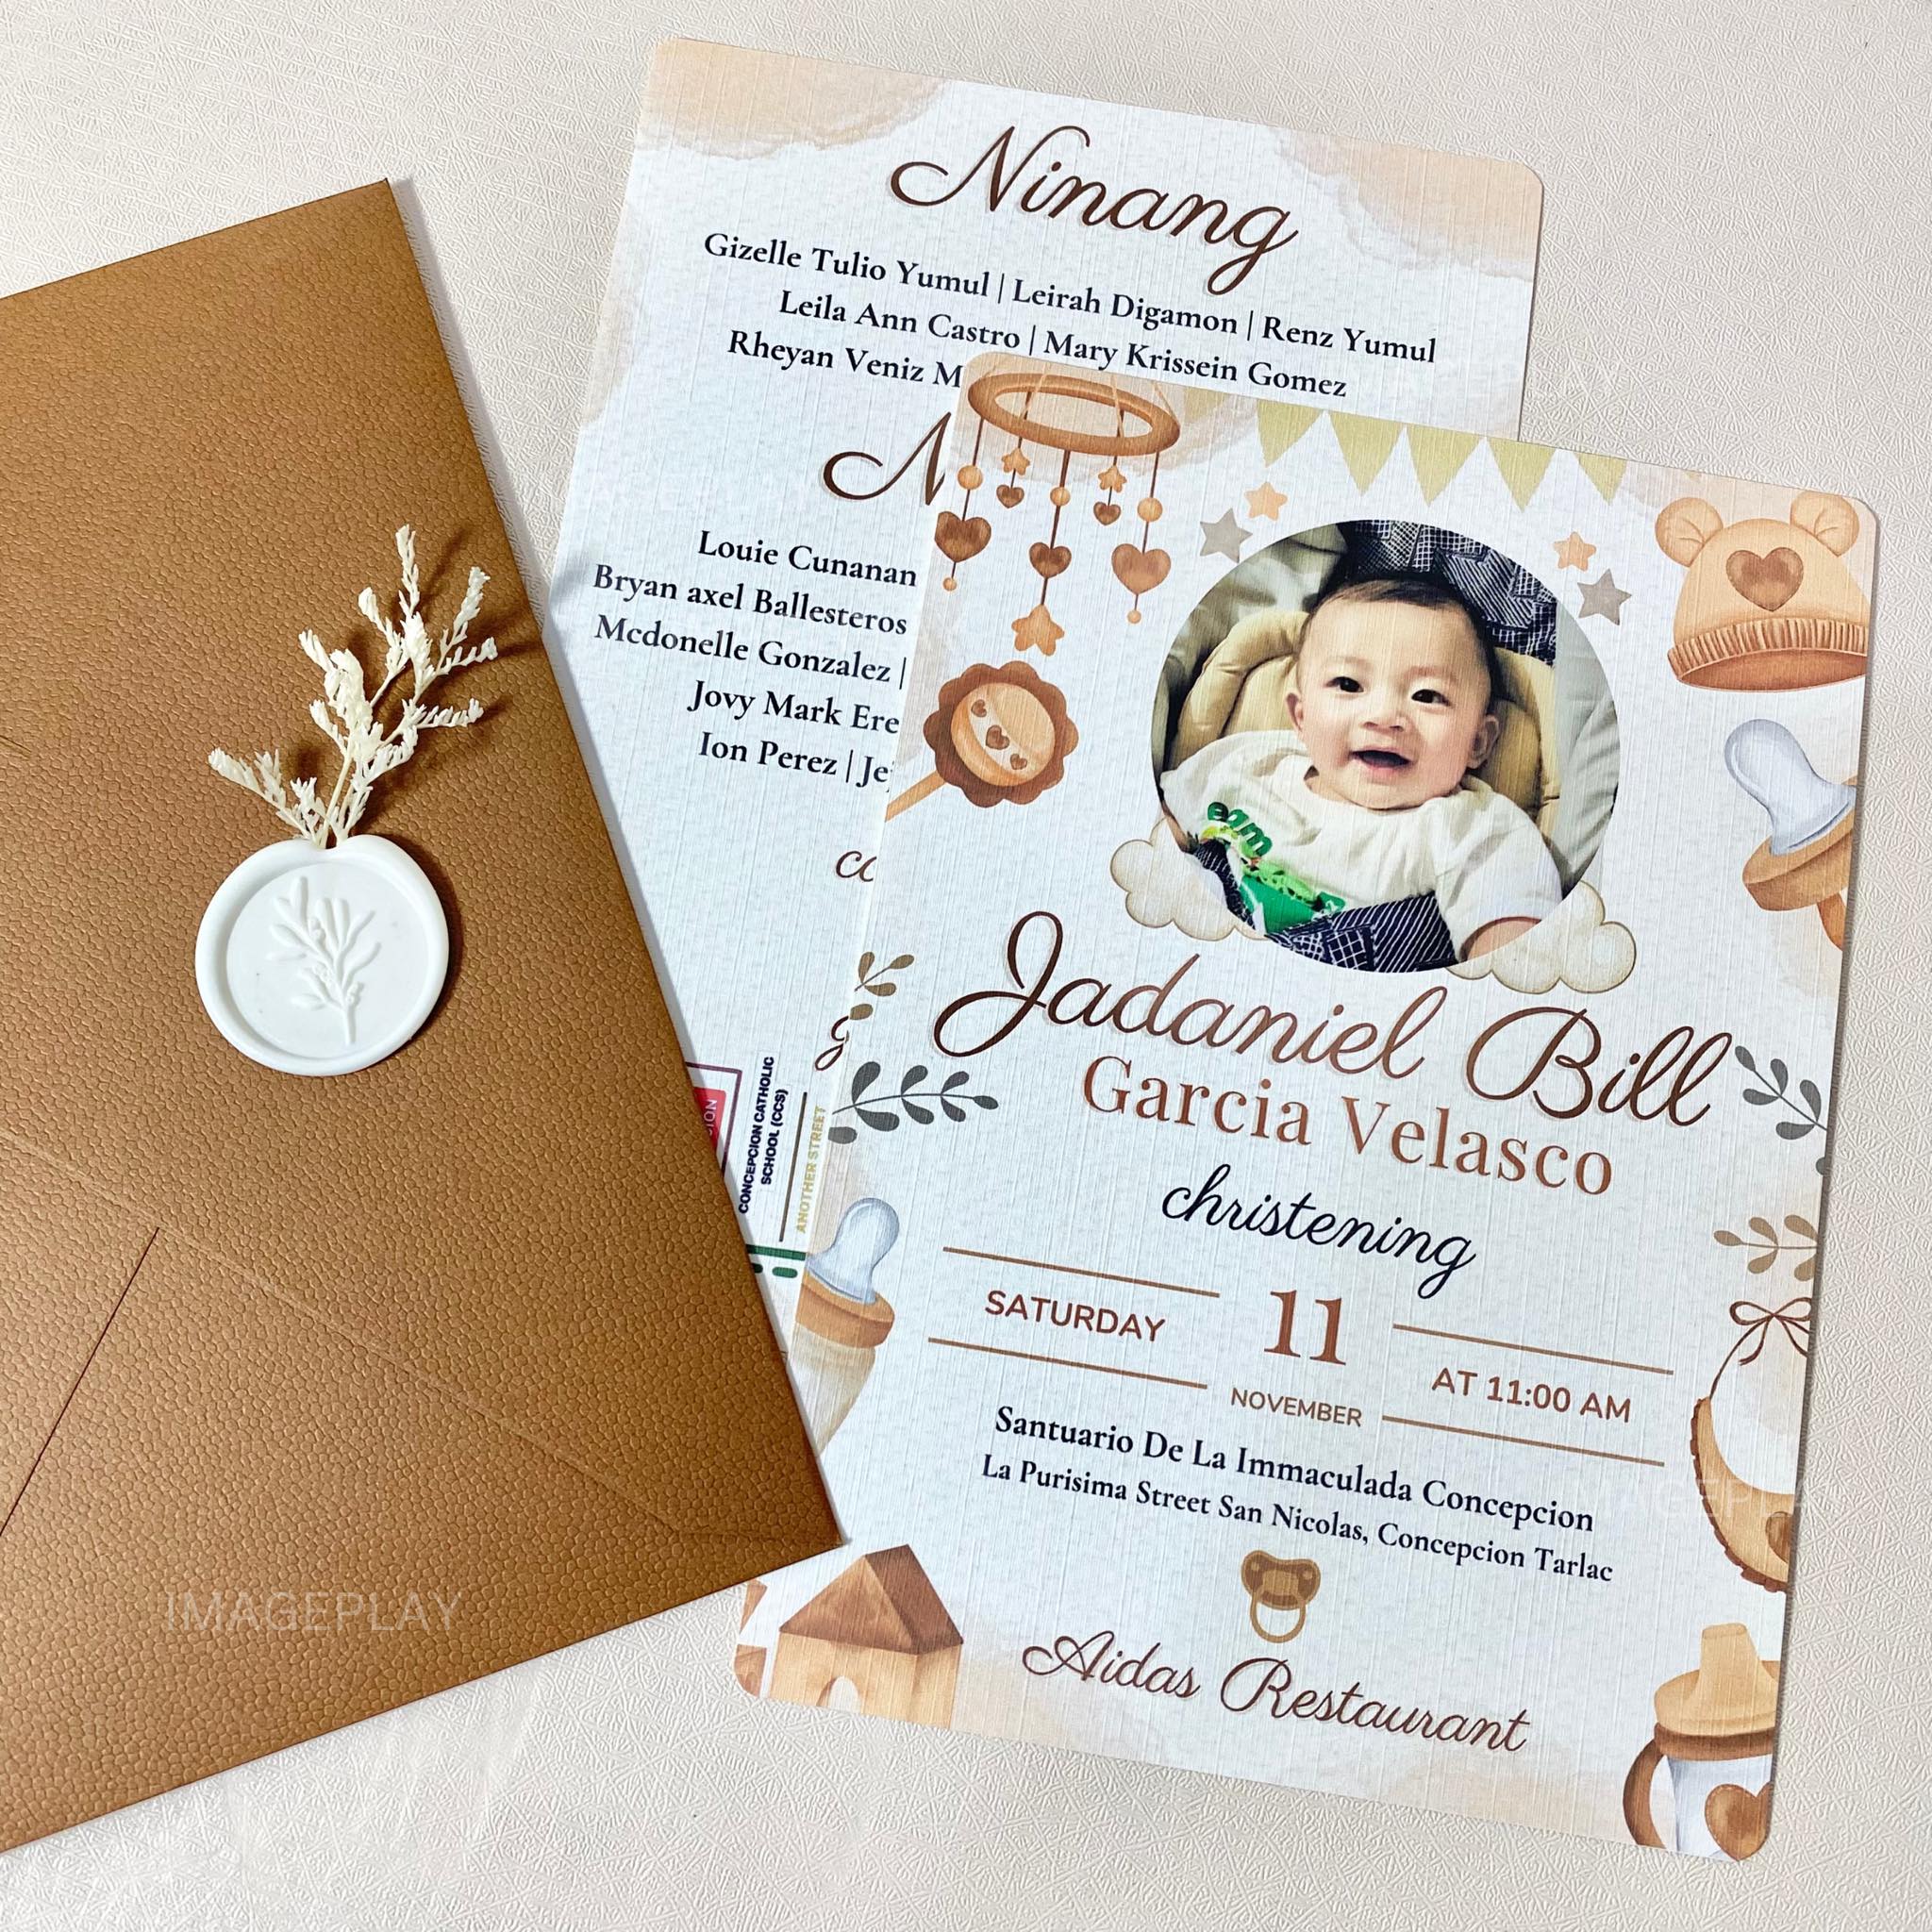 Ninang
Gizelle Tulio Yumul | Leirah Digamon | Renz Yumul
Leila Ann Castro | Mary Krissein Gomez
Rheyan Veniz M
N
Louie Cunanan
Bryan axel Ballesteros
Mcdonelle Gonzalez |
Jovy Mark Ere
Ion Perez | Je
CONCEPCION CATHOLIC
SCHOOL (CCS)
ANOTHER STREET
eam
Jadaniel Bill
Garcia Velasco
christening
SATURDAY
11
NOVEMBER
AT 11:00 AM
Santuario De La Immaculada Concepcion
La Purisima Street San Nicolas, Concepcion Tarlac
Aidas Restaurant
IMAGEPLAY